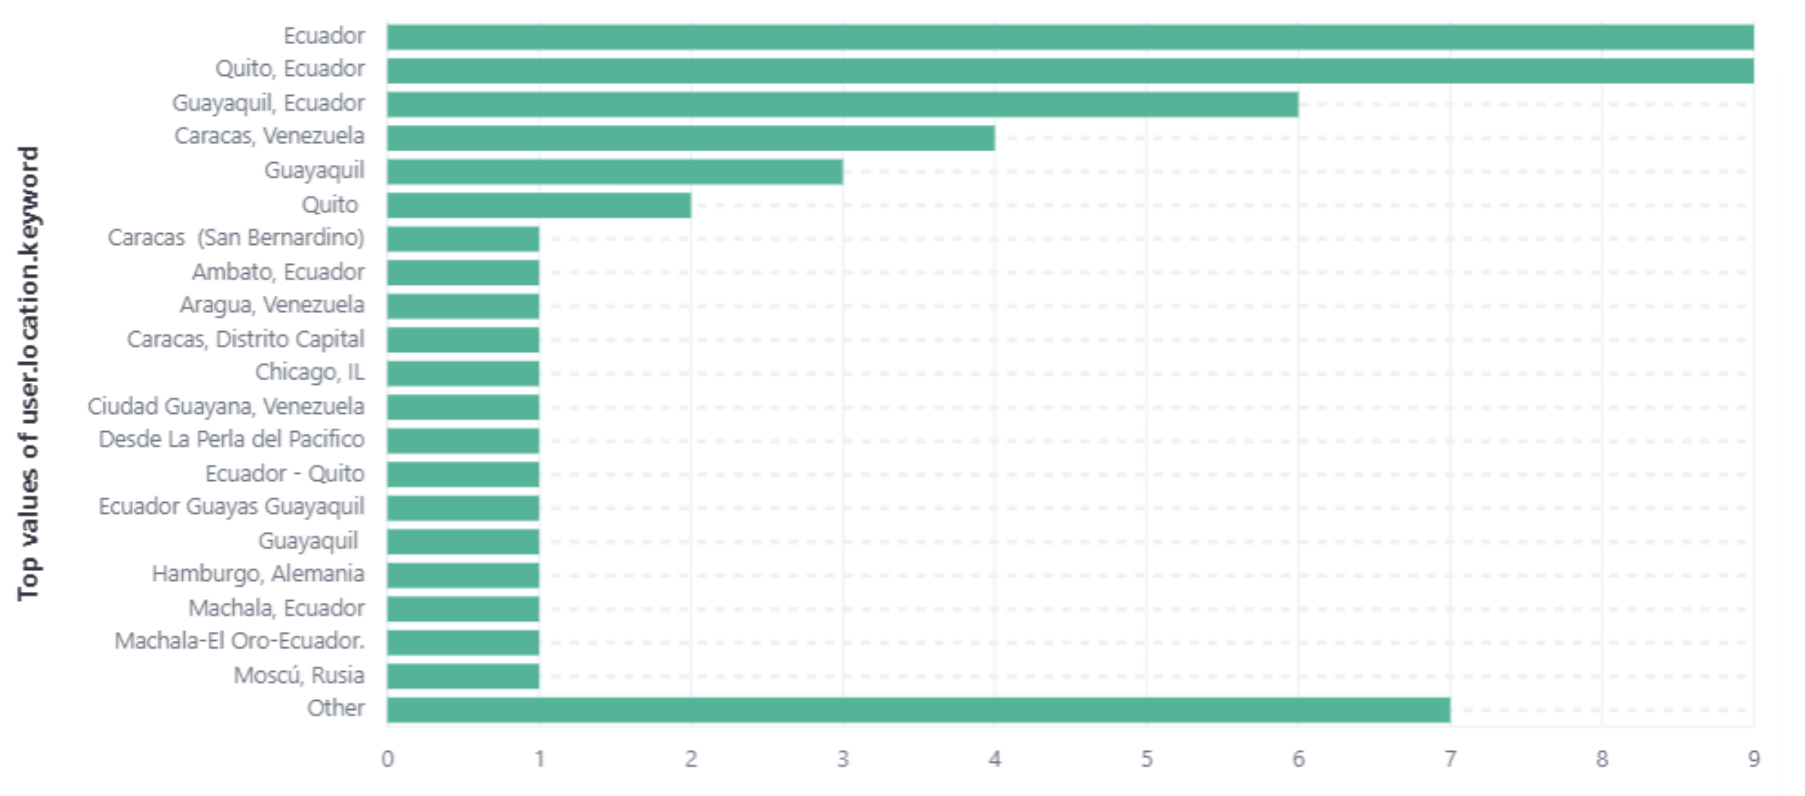 Top values of user.location.keyword
Ecuador
Quito, Ecuador
Guayaquil, Ecuador
Caracas, Venezuela
Guayaquil
Quito
Caracas  (San Bernardino)
Ambato, Ecuador
Aragua, Venezuela
Caracas, Distrito Capital
Chicago, IL
Ciudad Guayana, Venezuela
Desde La Perla del Pacifico
Ecuador - Quito
Ecuador Guayas Guayaquil
Guayaquil
Hamburgo, Alemania
Machala, Ecuador
Machala-El Oro-Ecuador.
Moscú, Rusia
Other
0 1 2 3 4 5 6 7 8 9